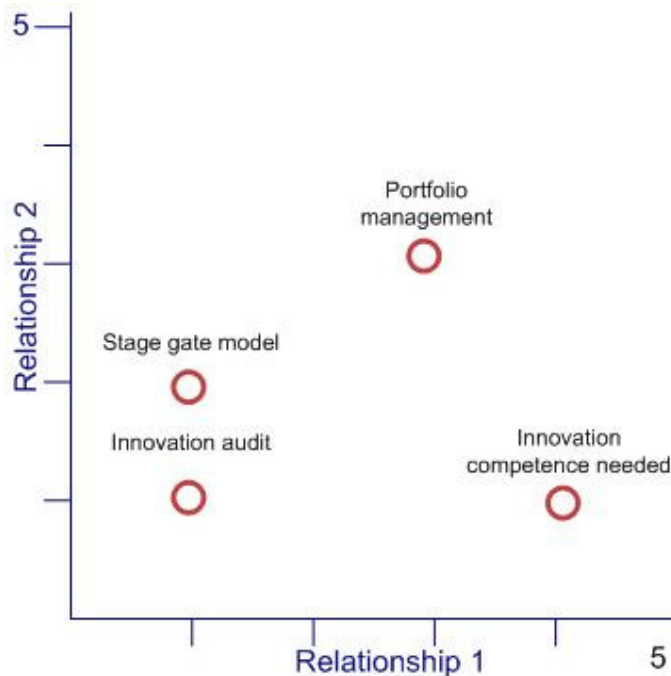 5
Portfolio
management
Relationship 2
Stage gate model
Innovation audit
Innovation
competence needed
Relationship 1
5